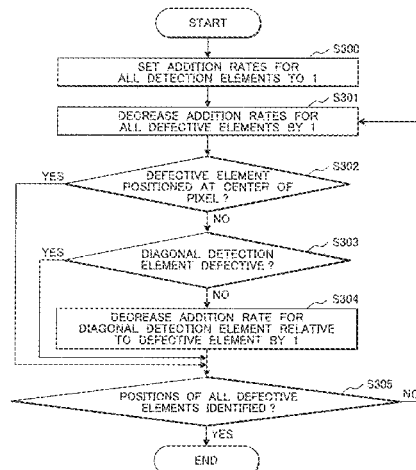 START
S300
SET ADDITION RATES FOR
ALL DETECTION ELEMENTS TO 1
S301
DECREASE ADDITION RATES FOR
ALL DEFECTIVE ELEMENTS BY 1
S302
YES
DEFECTIVE ELEMENT
POSITIONED AT CENTER OF
PIXEL?
NO
S303
YES
DIAGONAL DETECTION
ELEMENT DEFECTIVE?
NO
S304
DECREASE ADDITION RATE FOR
DIAGONAL DETECTION ELEMENT RELATIVE
TO DEFECTIVE ELEMENT BY 1
S305
POSITIONS OF ALL DEFECTIVE
ELEMENTS IDENTIFIED?
NO
YES
END